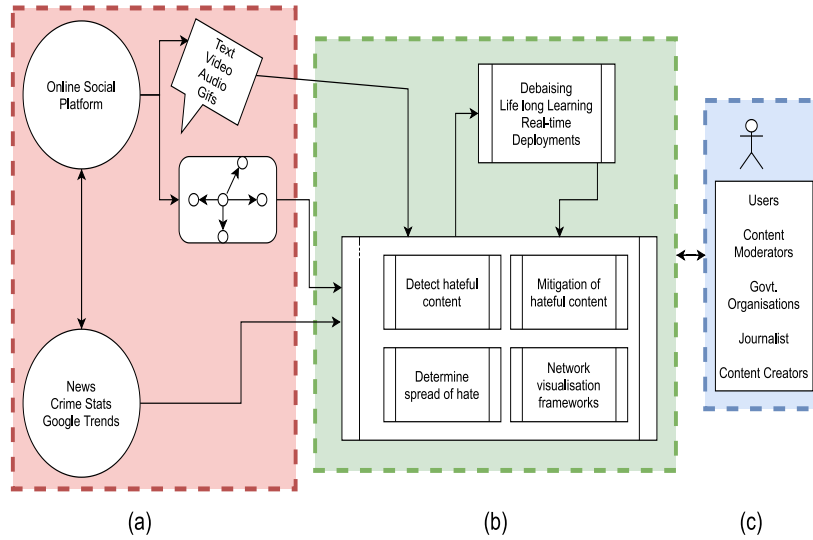 Online Social
Platform
Text
Video
Audio
Gifs
News
Crime Stats
Google Trends
Debaising
Life long Learning
Real-time
Deployments
Detect hateful
content
Mitigation of
hateful content
Determine
spread of hate
Network
visualisation
frameworks
Users
Content
Moderators
Govt.
Organisations
Journalist
Content Creators
(a)
(b)
(c)